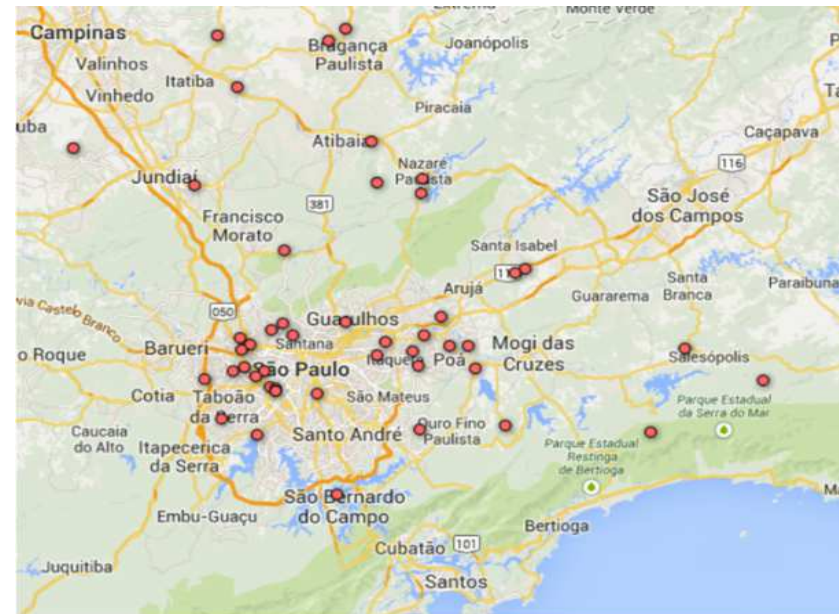 Extrema
Monte Verde
Campinas
Bragança
Paulista
Joanópolis
Valinhos
Itatiba
Vinhedo
Piracaia
uba
Atibaia
Caçapava
Nazaré
Paulista
116
Jundiaí
São José
dos Campos
381
Francisco
Morato
Santa Isabel
Arujá
Santa
Branca
Paraibuna
Guararema
050
via Castelo Branco
Guarulhos
Santana
Barueri
o Roque
Itaquera
Poá
Mogi das
Cruzes
Salesópolis
São Paulo
Cotia
Taboão
da Serra
São Mateus
Parque Estadual
da Serra do Mar
Caucaia
do Alto
Santo André
Ouro Fino
Paulista
Itapecerica
da Serra
Parque Estadual
Restinga
de Bertioga
São Bernardo
do Campo
Embu-Guaçu
Bertioga
Cubatão
101
Juquitiba
Santos